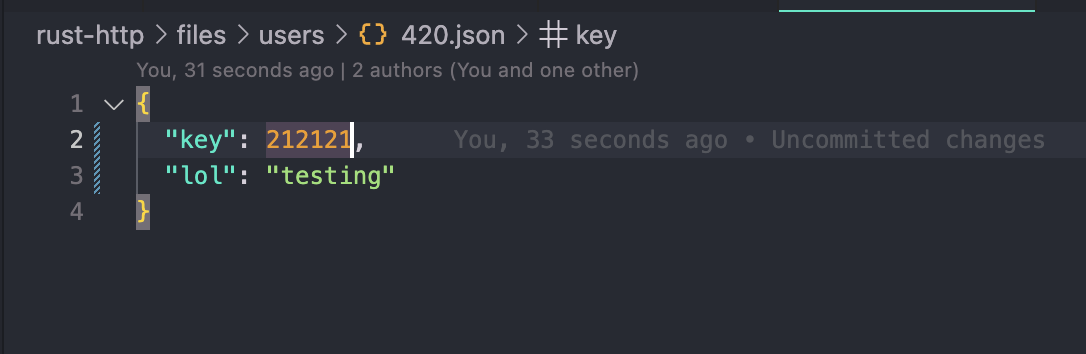 rust-http > files > users > {} 420.json > # key
You, 31 seconds ago | 2 authors (You and one other)
1 {
2 "key": 212121, You, 33 seconds ago • Uncommitted changes
3 "lol": "testing"
4 }